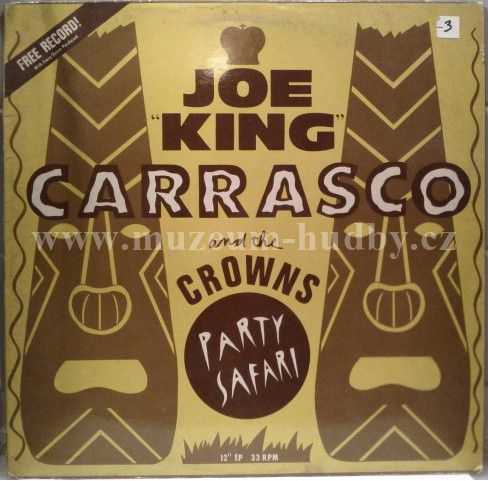 FREE RECORD!
-3
JOE
"KING"
CARRASCO
www.muzeum-hudby.cz
and the
CROWNS
PARTY
SAFARI
12" EP 33 RPM